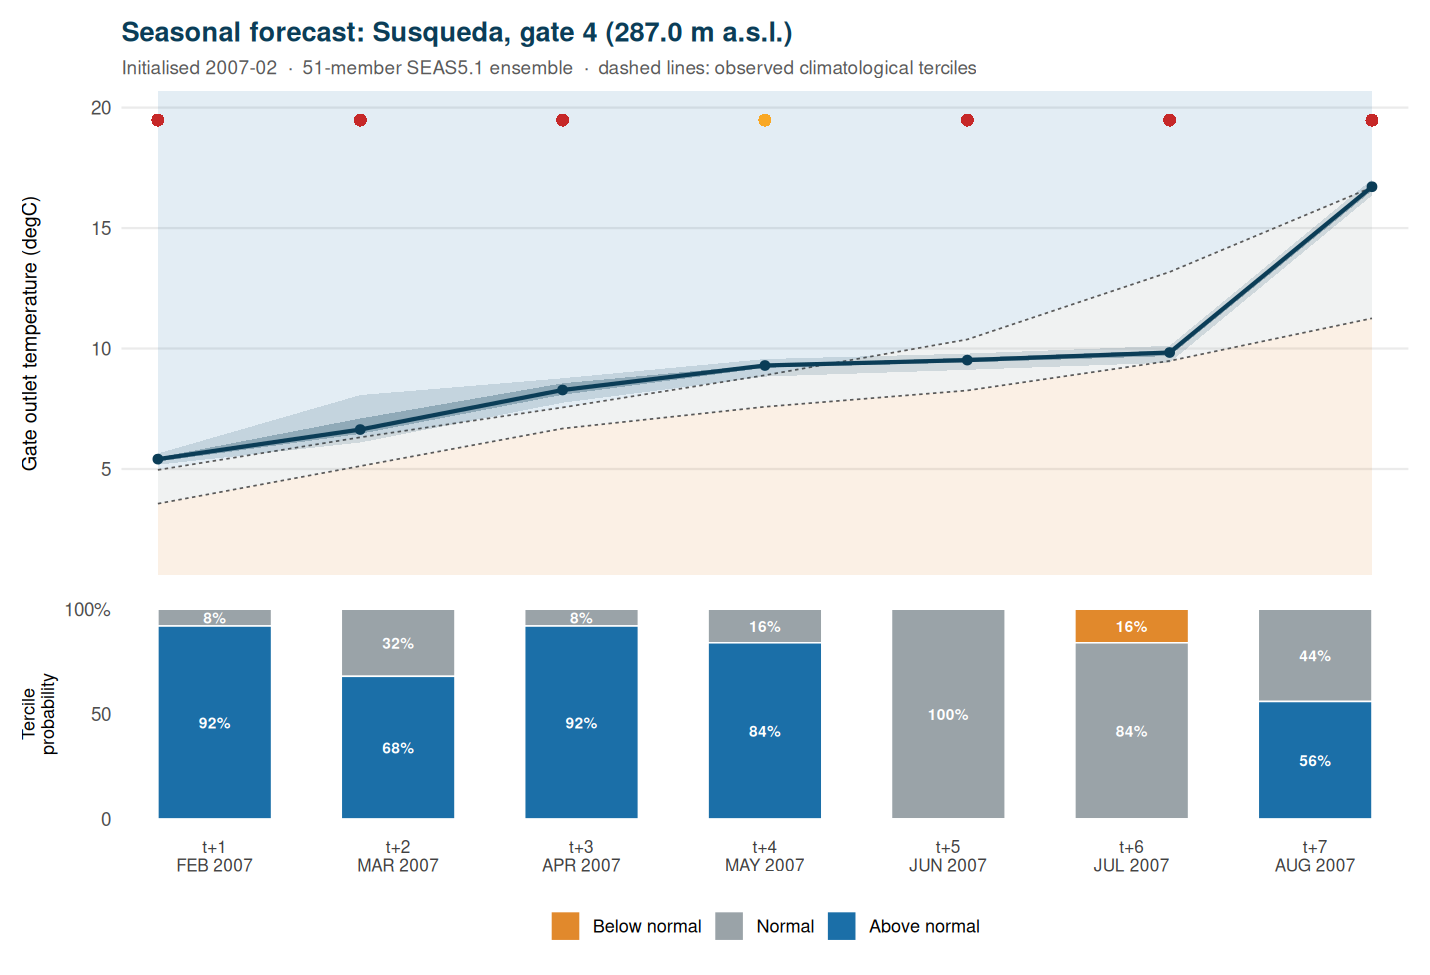 Seasonal forecast: Susqueda, gate 4 (287.0 m a.s.l.)
Initialised 2007-02 · 51-member SEAS5.1 ensemble · dashed lines: observed climatological terciles
Gate outlet temperature (degC)
20
15
10
5
Tercile
probability
100%
50
0
8%
92%
32%
68%
8%
92%
16%
84%
100%
16%
84%
44%
56%
t+1
FEB 2007
t+2
MAR 2007
t+3
APR 2007
t+4
MAY 2007
t+5
JUN 2007
t+6
JUL 2007
t+7
AUG 2007
Below normal
Normal
Above normal